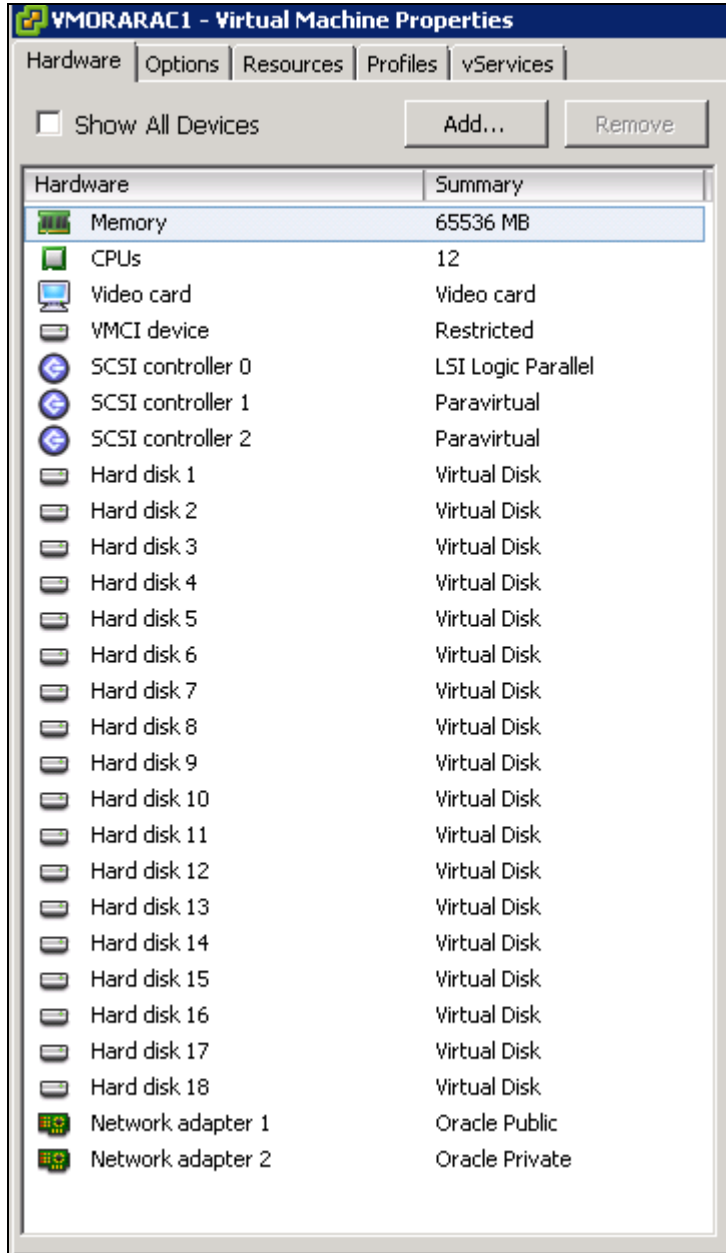 VMORARAC1 - Virtual Machine Properties
Hardware Options Resources Profiles vServices
Show All Devices Add... Remove
Hardware Summary
Memory 65536 MB
CPUs 12
Video card Video card
VMCI device Restricted
SCSI controller 0 LSI Logic Parallel
SCSI controller 1 Paravirtual
SCSI controller 2 Paravirtual
Hard disk 1 Virtual Disk
Hard disk 2 Virtual Disk
Hard disk 3 Virtual Disk
Hard disk 4 Virtual Disk
Hard disk 5 Virtual Disk
Hard disk 6 Virtual Disk
Hard disk 7 Virtual Disk
Hard disk 8 Virtual Disk
Hard disk 9 Virtual Disk
Hard disk 10 Virtual Disk
Hard disk 11 Virtual Disk
Hard disk 12 Virtual Disk
Hard disk 13 Virtual Disk
Hard disk 14 Virtual Disk
Hard disk 15 Virtual Disk
Hard disk 16 Virtual Disk
Hard disk 17 Virtual Disk
Hard disk 18 Virtual Disk
Network adapter 1 Oracle Public
Network adapter 2 Oracle Private